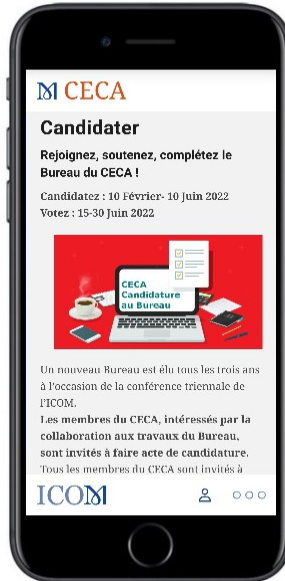 CECA
Candidater
Rejoignez, soutenez, complétez le
Bureau du CECA !
Candidatez : 10 Février- 10 Juin 2022
Votez : 15-30 Juin 2022
CECA
Candidature
au Bureau
Un nouveau Bureau est élu tous les trois ans
à l'occasion de la conférence triennale de
l'ICOM.
Les membres du CECA, intéressés par la
collaboration aux travaux du Bureau,
sont invités à faire acte de candidature.
Tous les membres du CECA sont invités à
ICOM